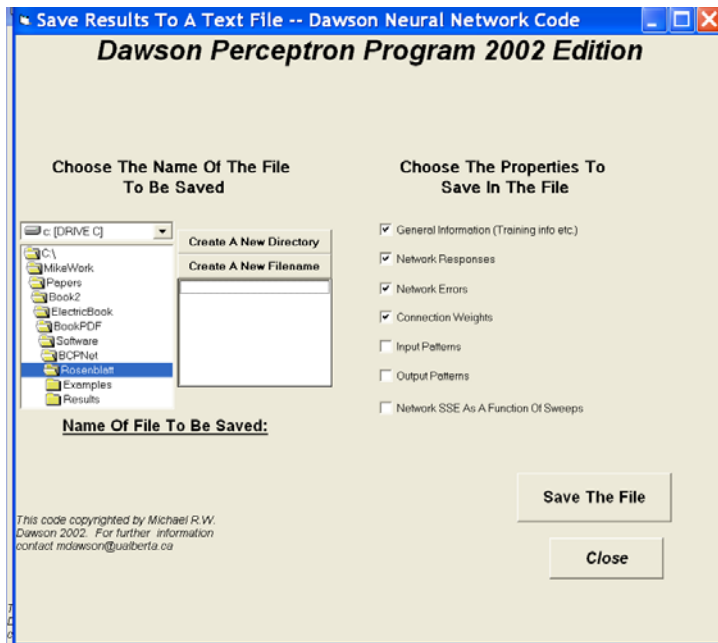 Save Results To A Text File -- Dawson Neural Network Code
Dawson Perceptron Program 2002 Edition
Choose The Name Of The File
To Be Saved
c: [DRIVE C]
C:\
MikeWork
Papers
Book2
ElectricBook
BookPDF
Software
BCPNet
Rosenblatt
Examples
Results
Create A New Directory
Create A New Filename
Name Of File To Be Saved:
Choose The Properties To
Save In The File
General Information (Training info etc.)
Network Responses
Network Errors
Connection Weights
Input Patterns
Output Patterns
Network SSE As A Function Of Sweeps
Save The File
Close
This code copyrighted by Michael R.W.
Dawson 2002. For further information
contact mdawson@ualberta.ca